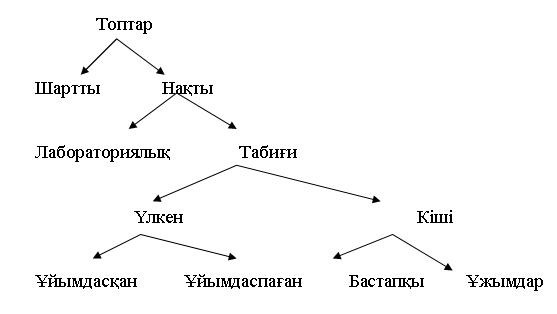 Топтар
Шартты Нақты
Лабораториялық Табиғи
Үлкен Кіші
Ұйымдасқан Ұйымдаспаған Бастапқы Ұжымдар